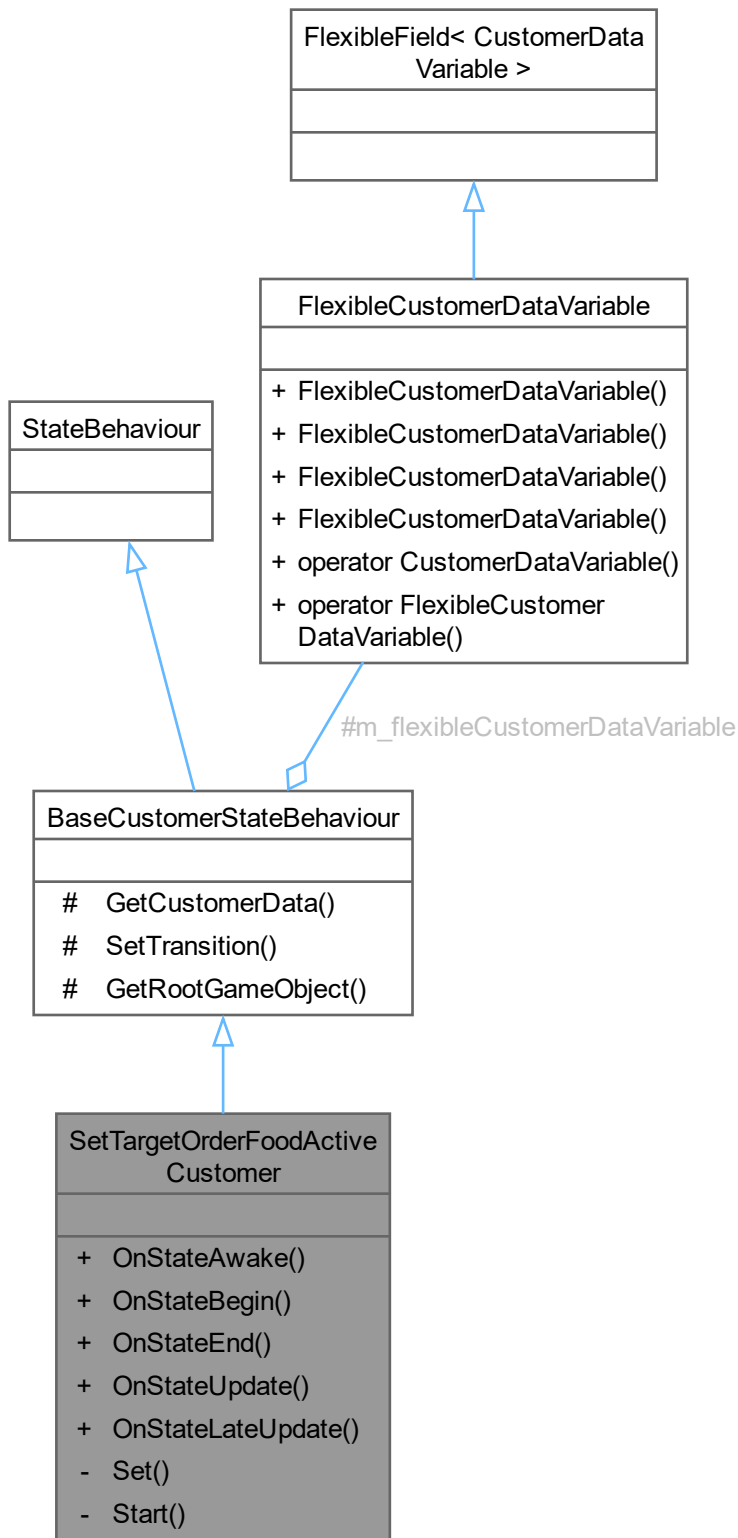 FlexibleField< CustomerData
Variable >
FlexibleCustomerDataVariable
+ FlexibleCustomerDataVariable()
+ FlexibleCustomerDataVariable()
+ FlexibleCustomerDataVariable()
+ FlexibleCustomerDataVariable()
+ operator CustomerDataVariable()
+ operator FlexibleCustomer
DataVariable()
StateBehaviour
#m_flexibleCustomerDataVariable
BaseCustomerStateBehaviour
# GetCustomerData()
# SetTransition()
# GetRootGameObject()
SetTargetOrderFoodActive
Customer
+ OnStateAwake()
+ OnStateBegin()
+ OnStateEnd()
+ OnStateUpdate()
+ OnStateLateUpdate()
- Set()
- Start()